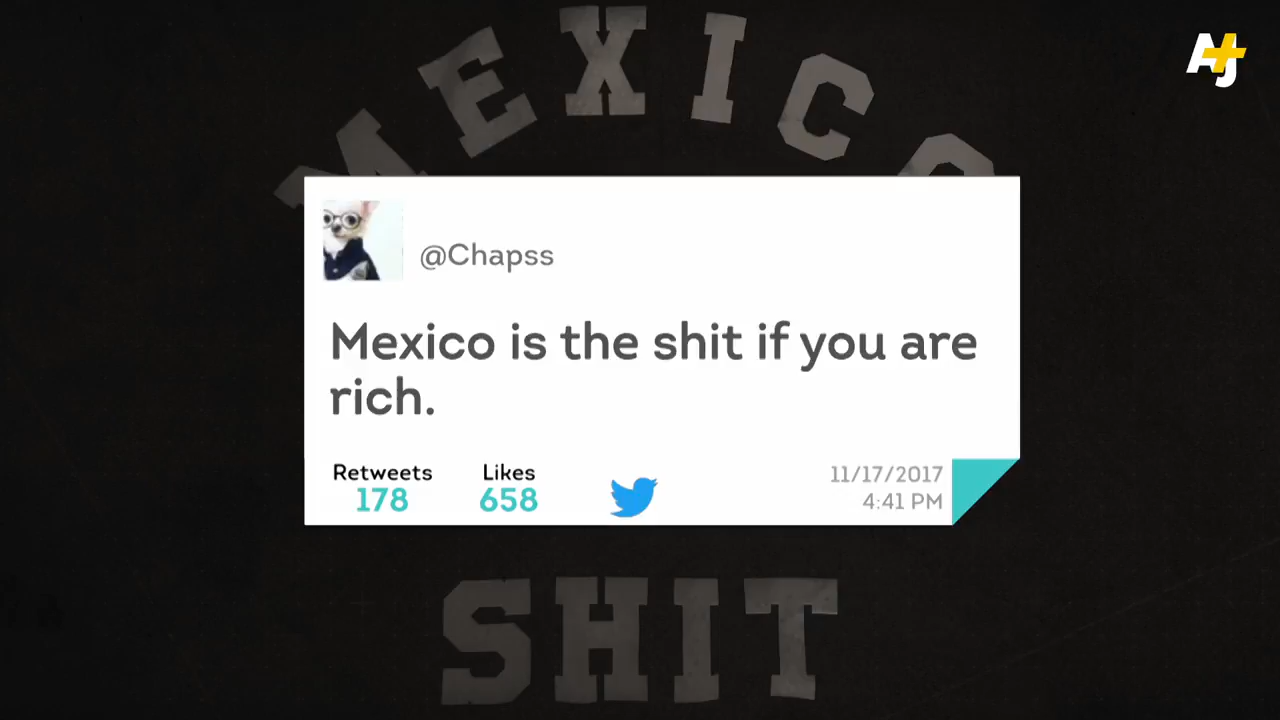 MEXICO
AJ+
@Chapss
Mexico is the shit if you are
rich.
Retweets
178
Likes
658
11/17/2017
4:41 PM
SHIT